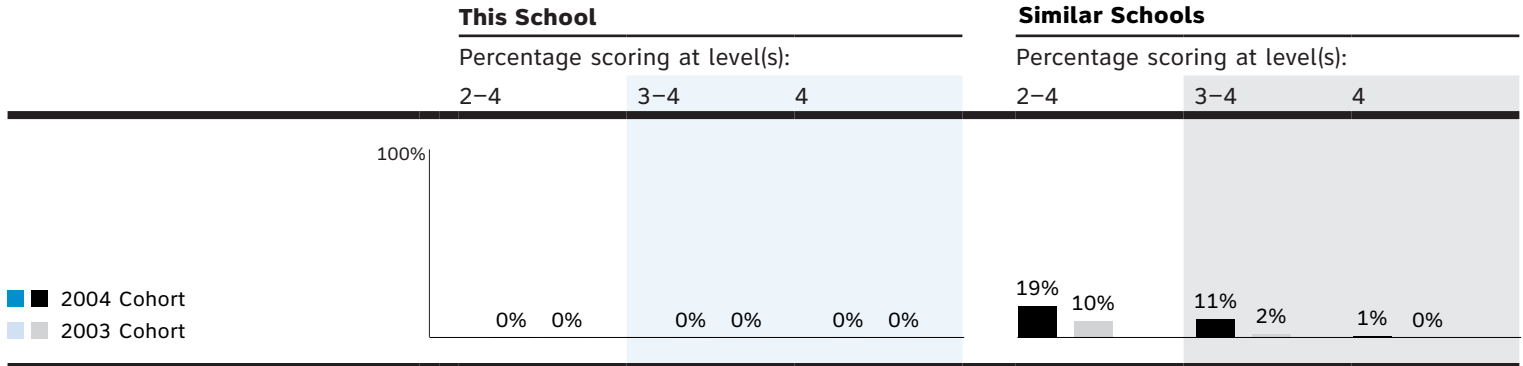 This School
Similar Schools
Percentage scoring at level(s):
Percentage scoring at level(s):
2–4 3–4 4
2–4 3–4 4
100%
2004 Cohort
2003 Cohort
0% 0% 0% 0% 0% 0%
19% 10% 11% 2% 1% 0%